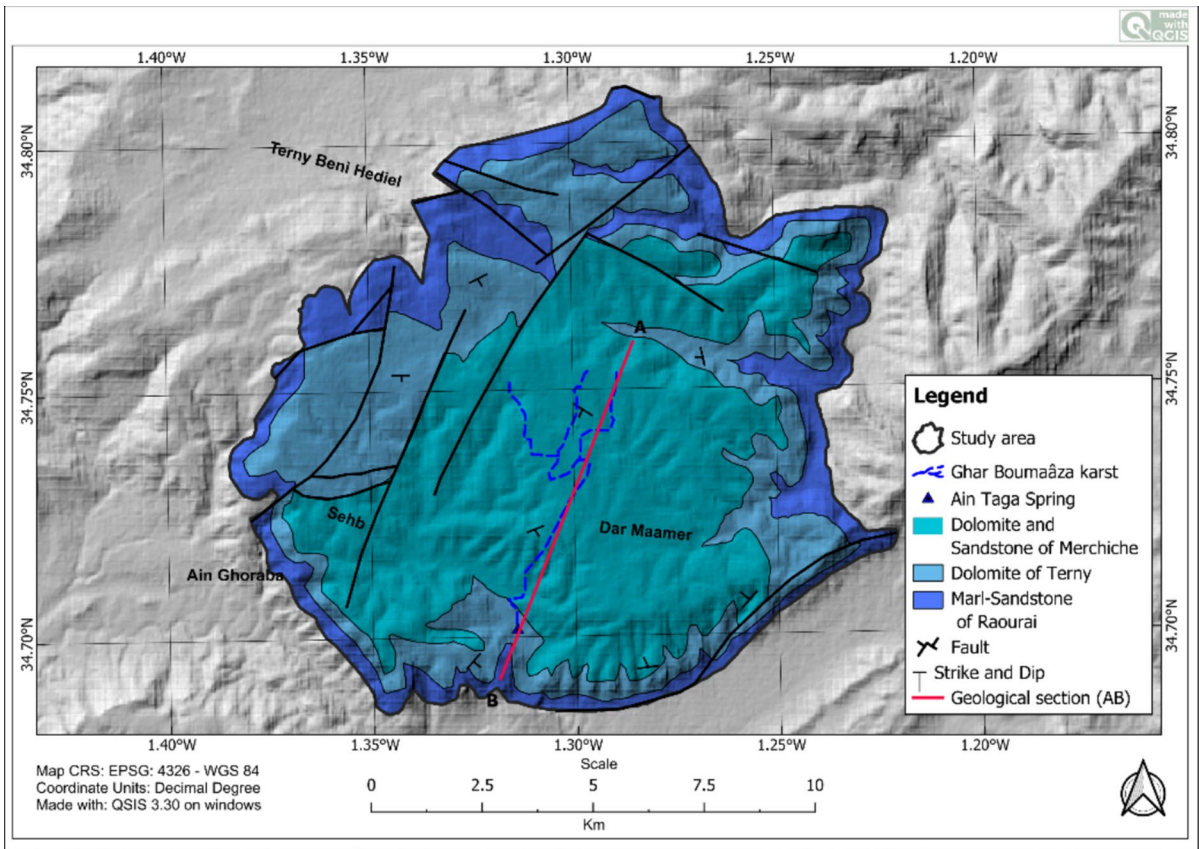 made
with
QGIS
1.40°W 1.35°W 1.30°W 1.25°W 1.20°W
34.80°N 34.80°N
Terny Beni Hediel
A
34.75°N 34.75°N
Sehb
Dar Maamer
Ain Ghoraba
34.70°N 34.70°N
B
Legend
Study area
Ghar Boumaâza karst
Ain Taga Spring
Dolomite and
Sandstone of Merchiche
Dolomite of Terny
Marl-Sandstone
of Raourai
Fault
Strike and Dip
Geological section (AB)
1.40°W 1.35°W 1.30°W 1.25°W 1.20°W
Map CRS: EPSG: 4326 - WGS 84
Coordinate Units: Decimal Degree
Made with: QSIS 3.30 on windows
Scale
0 2.5 5 7.5 10
Km